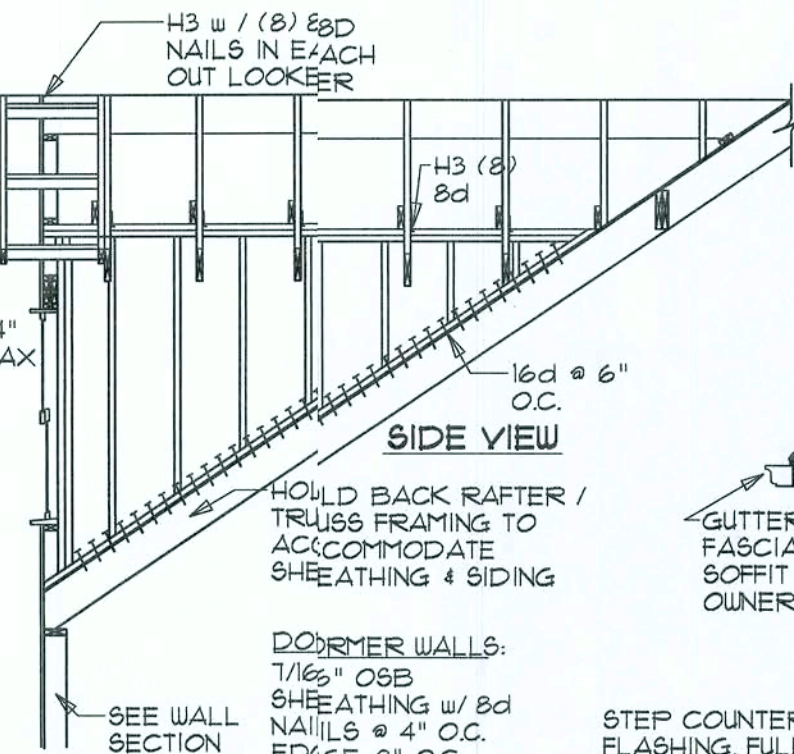 H3 w / (8) 8D
NAILS IN EACH
OUT LOOKER
H3 (8)
8d
4"
AX
16d @ 6"
O.C.
SIDE VIEW
HOLD BACK RAFTER /
TRUSS FRAMING TO
ACCOMMODATE
SHEATHING & SIDING
GUTTER
FASCIA
SOFFIT
OWNER
DORMER WALLS:
7/16" OSB
SHEATHING w/ 8d
NAILS @ 4" O.C.
SEE WALL
SECTION
STEP COUNTER
FLASHING, FULL